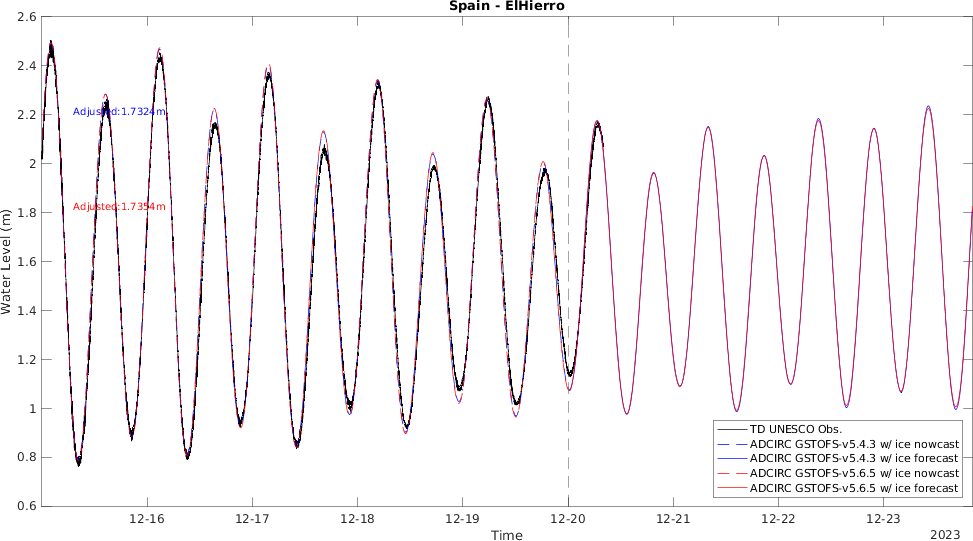 Spain - ElHierro
2.6
2.4
2.2
2
1.8
1.6
1.4
1.2
1
0.8
0.6
Water Level (m)
Adjusted:1.7324m
Adjusted:1.7354m
TD UNESCO Obs.
ADCIRC GSTOFS-v5.4.3 w/ ice nowcast
ADCIRC GSTOFS-v5.4.3 w/ ice forecast
ADCIRC GSTOFS-v5.6.5 w/ ice nowcast
ADCIRC GSTOFS-v5.6.5 w/ ice forecast
12-16 12-17 12-18 12-19 12-20 12-21 12-22 12-23
Time
2023